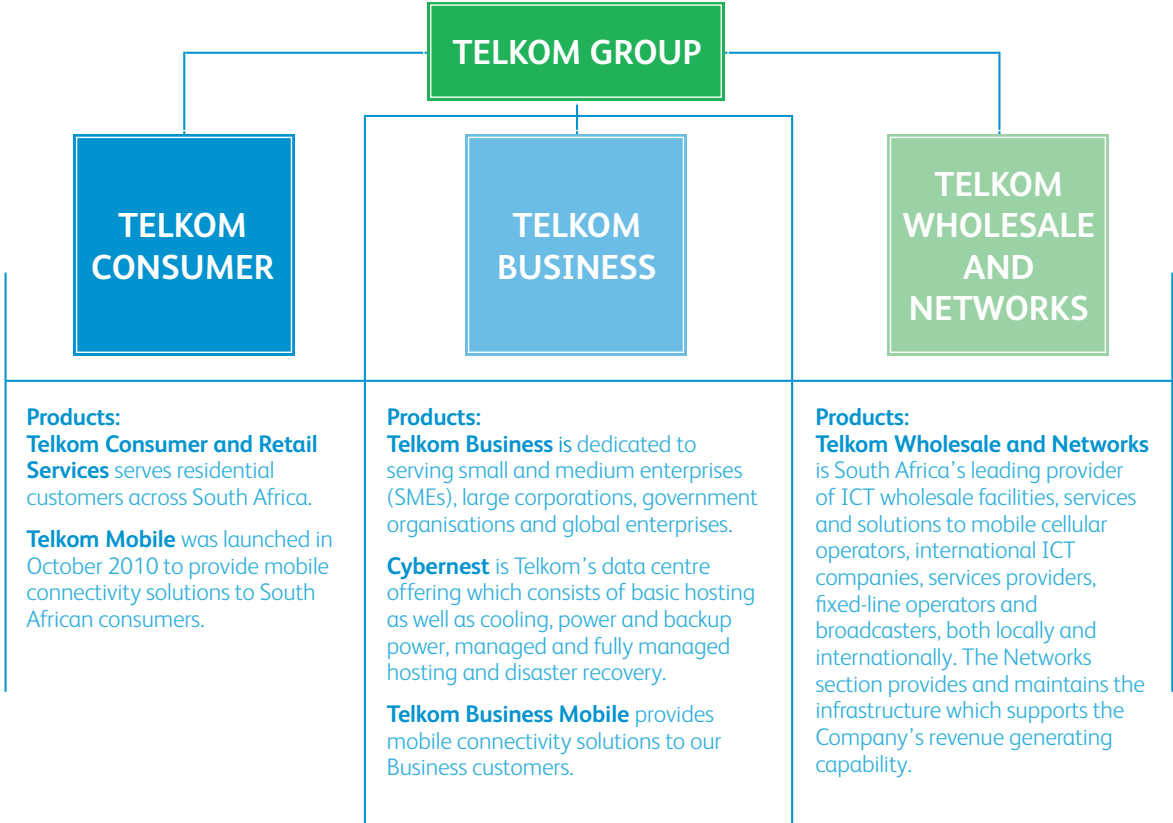 TELKOM GROUP
TELKOM
CONSUMER
TELKOM
BUSINESS
TELKOM
WHOLESALE
AND
NETWORKS
Products:
Telkom Consumer and Retail
Services serves residential
customers across South Africa.
Telkom Mobile was launched in
October 2010 to provide mobile
connectivity solutions to South
African consumers.
Products:
Telkom Business is dedicated to
serving small and medium enterprises
(SMEs), large corporations, government
organisations and global enterprises.
Cybernest is Telkom’s data centre
offering which consists of basic hosting
as well as cooling, power and backup
power, managed and fully managed
hosting and disaster recovery.
Telkom Business Mobile provides
mobile connectivity solutions to our
Business customers.
Products:
Telkom Wholesale and Networks
is South Africa’s leading provider
of ICT wholesale facilities, services
and solutions to mobile cellular
operators, international ICT
companies, services providers,
fixed-line operators and
broadcasters, both locally and
internationally. The Networks
section provides and maintains the
infrastructure which supports the
Company’s revenue generating
capability.